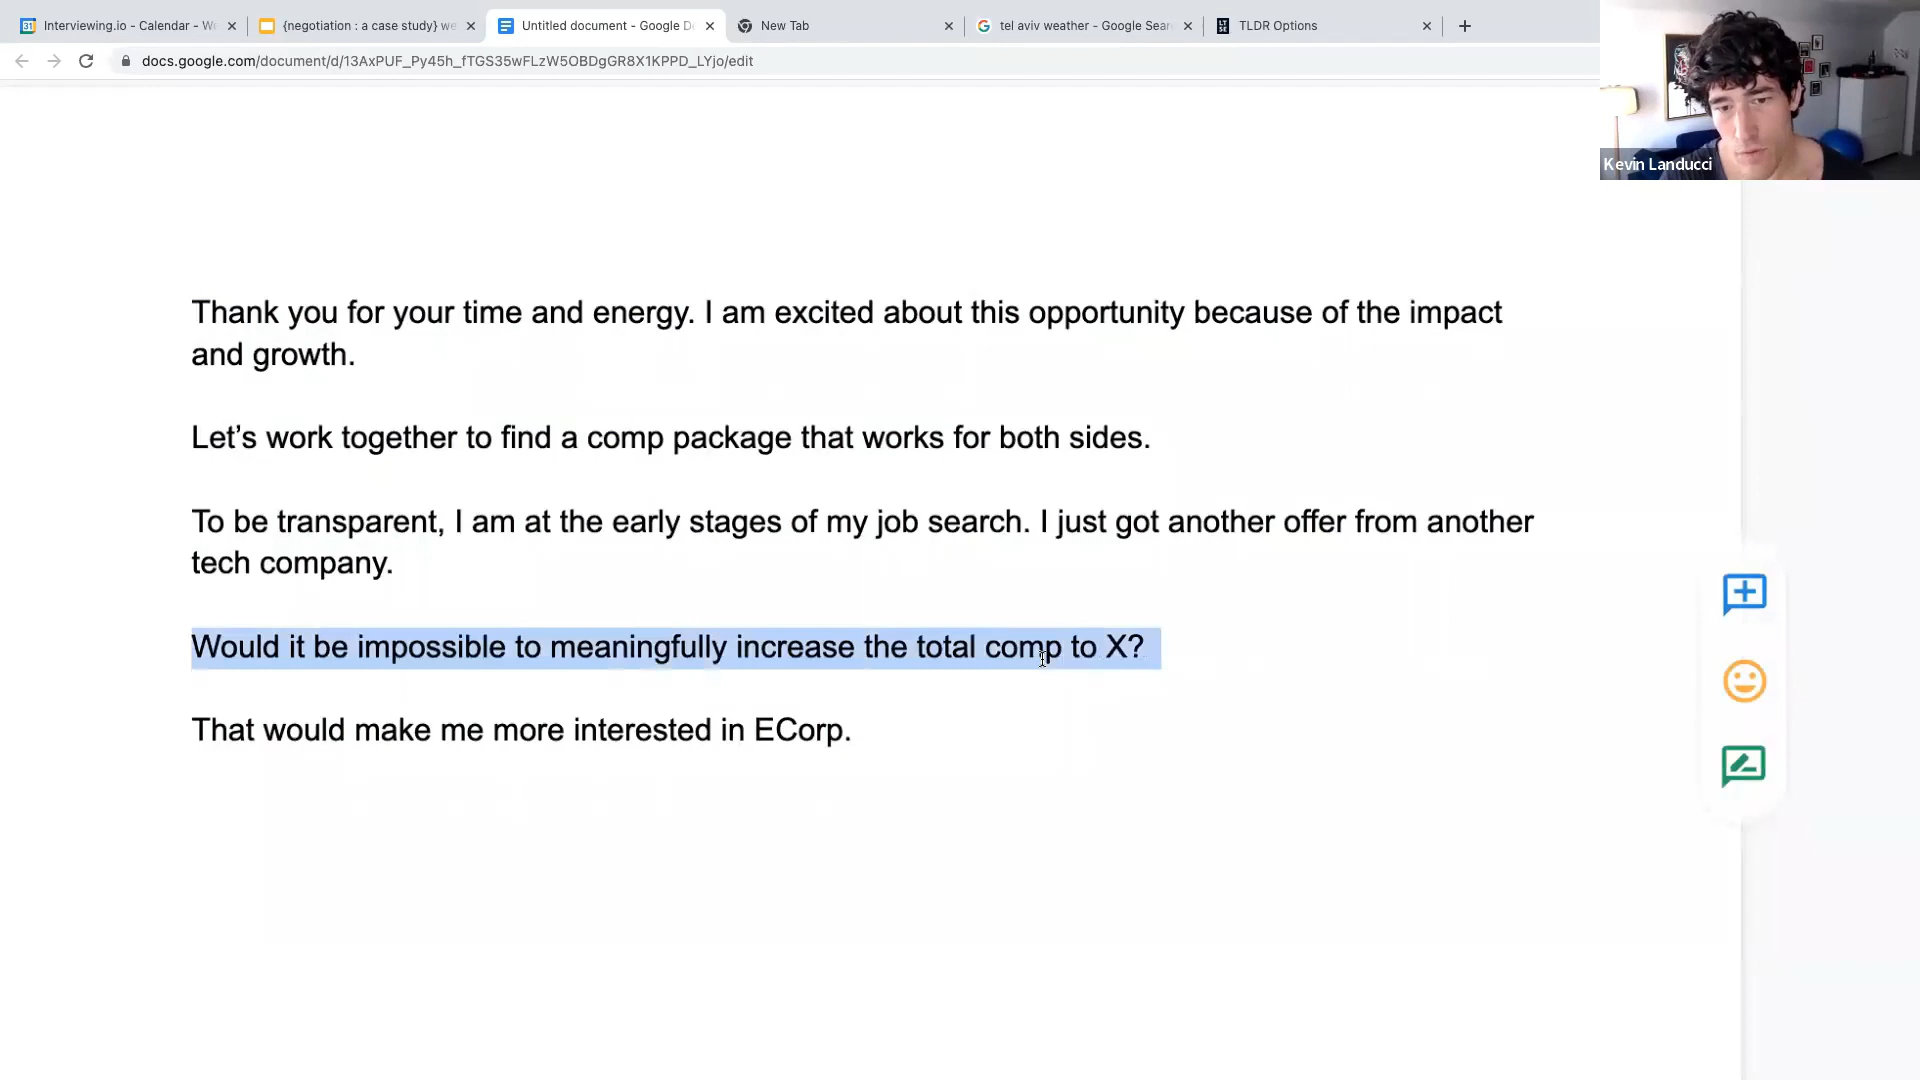 Interviewing.io - Calendar - We
{negotiation : a case study} we
Untitled document - Google D
New Tab
tel aviv weather - Google Sear
TLDR Options
docs.google.com/document/d/13AxPUF_Py45h_fTGS35wFLzW5OBDgGR8X1KPPD_LYjo/edit
Kevin Landucci
Thank you for your time and energy. I am excited about this opportunity because of the impact
and growth.
Let’s work together to find a comp package that works for both sides.
To be transparent, I am at the early stages of my job search. I just got another offer from another
tech company.
Would it be impossible to meaningfully increase the total comp to X?
That would make me more interested in ECorp.